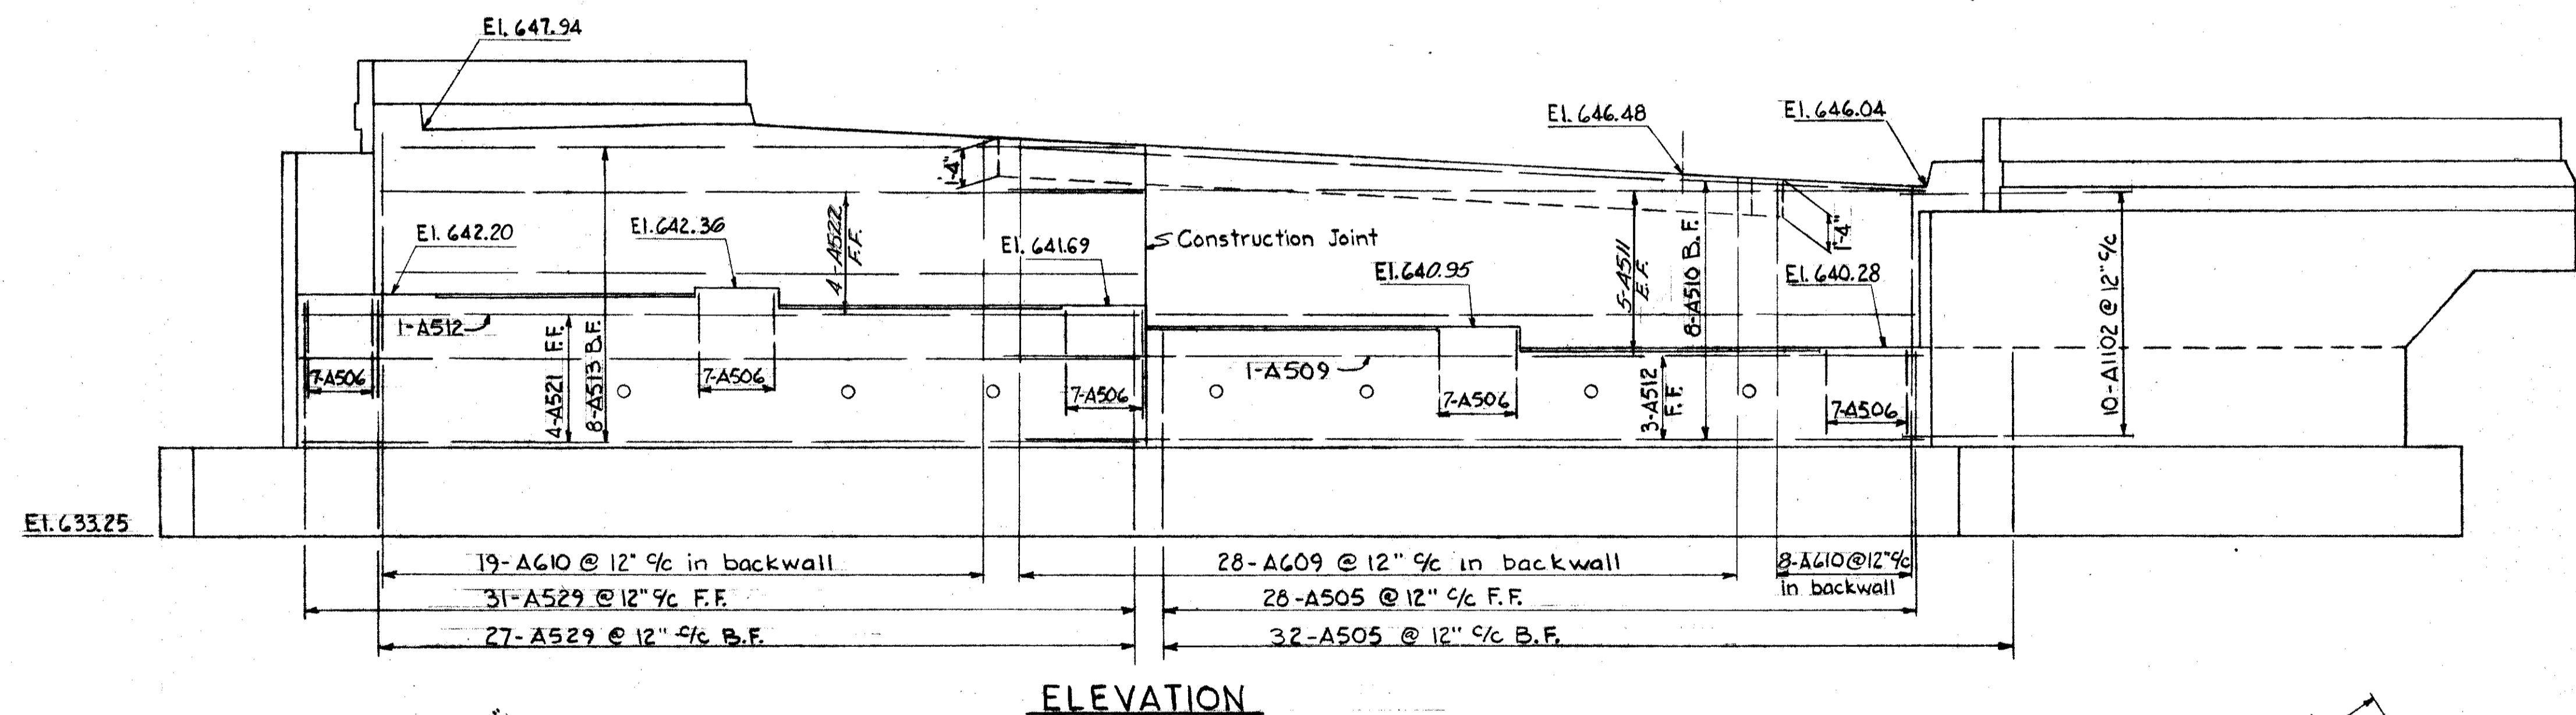 El. 647.94
El. 646.48
El. 646.04
1'-4"
El. 642.20
El. 642.36
4-A522
F.F.
El. 641.69
Construction Joint
El. 640.95
5-A511
E.F.
8-A510 B.F.
1'-4"
El. 640.28
10-A1102 @ 12" c/c
1-A512
4-A521 F.F.
8-A513 B.F.
7-A506
7-A506
7-A506
1-A509
7-A506
3-A512
F.F.
7-A506
El. 633.25
19-A610 @ 12" c/c in backwall
28-A609 @ 12" c/c in backwall
8-A610@12"c/c
in backwall
31-A529 @ 12" c/c F.F.
28-A505 @ 12" c/c F.F.
27-A529 @ 12" c/c B.F.
32-A505 @ 12" c/c B.F.
ELEVATION